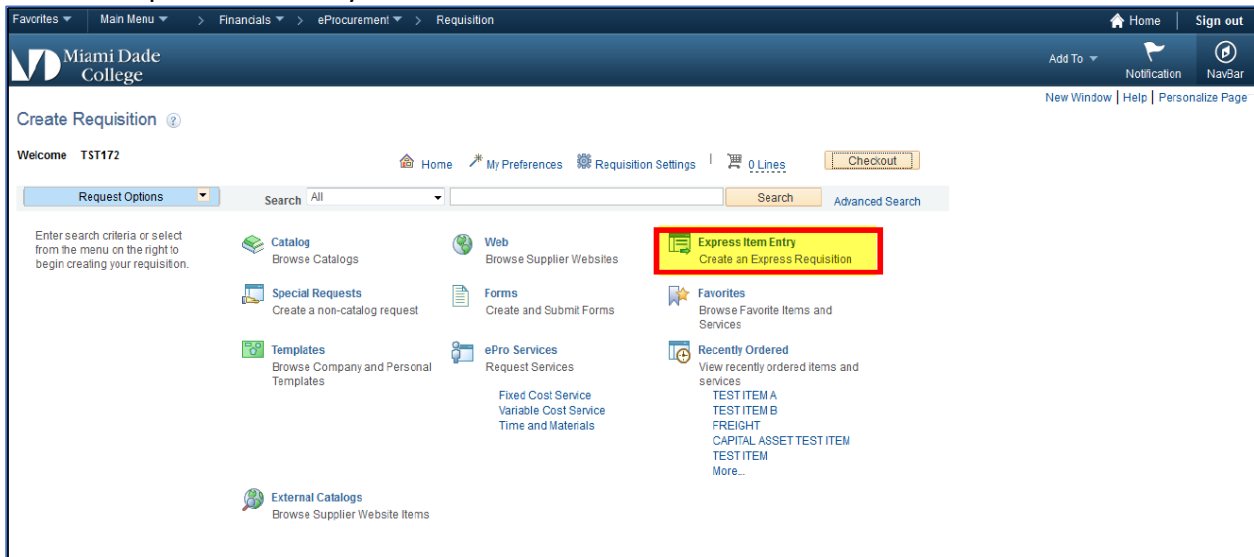 Favorites Main Menu > Financials > eProcurement > Requisition Home Sign out
Miami Dade
College
Add To Notification NavBar
New Window | Help | Personalize Page
Create Requisition ?
Welcome TST172
Home My Preferences Requisition Settings | 0 Lines Checkout
Request Options Search All Search Advanced Search
Enter search criteria or select
from the menu on the right to
begin creating your requisition.
Catalog
Browse Catalogs
Web
Browse Supplier Websites
Express Item Entry
Create an Express Requisition
Special Requests
Create a non-catalog request
Forms
Create and Submit Forms
Favorites
Browse Favorite Items and
Services
Templates
Browse Company and Personal
Templates
ePro Services
Request Services
Fixed Cost Service
Variable Cost Service
Time and Materials
Recently Ordered
View recently ordered items and
services
TEST ITEM A
TEST ITEM B
FREIGHT
CAPITAL ASSET TEST ITEM
TEST ITEM
More...
External Catalogs
Browse Supplier Website Items